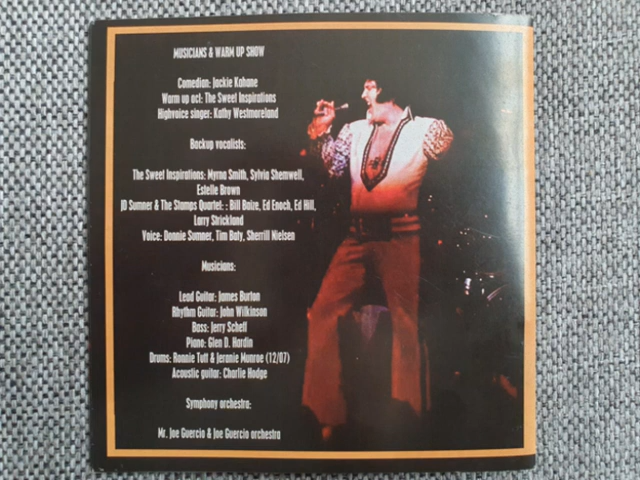 MUSICIANS & WARM UP SHOW
Comedian: Jackie Kahane
Warm up act: The Sweet Inspirations
Highvoice singer: Kathy Westmoreland
Backup vocalists:
The Sweet Inspirations: Myrna Smith, Sylvia Shemwell,
Estelle Brown
JD Sumner & The Stamps Quartet: : Bill Baize, Ed Enoch, Ed Hill,
Larry Strickland
Voice: Donnie Sumner, Tim Baty, Sherrill Nielsen
Musicians:
Lead Guitar: James Burton
Rhythm Guitar: John Wilkinson
Bass: Jerry Scheff
Piano: Glen D. Hardin
Drums: Ronnie Tutt & Jeranie Munroe (12/07)
Acoustic guitar: Charlie Hodge
Symphony orchestra:
Mr. Joe Guercio & Joe Guercio orchestra